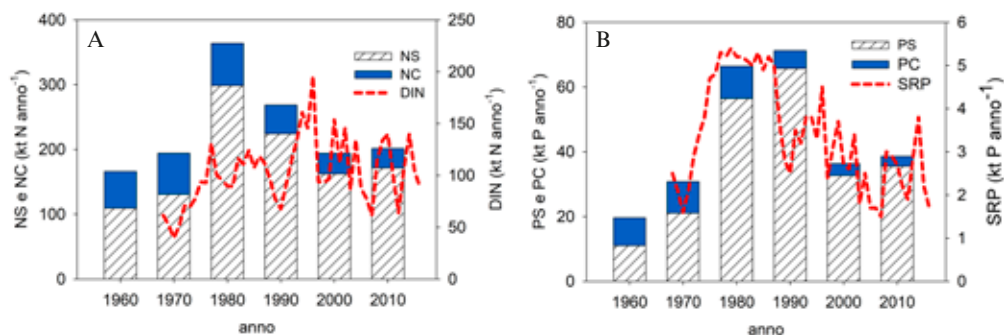 A
NS e NC (kt N anno⁻¹)
400
300
200
100
0
250
200
150
100
50
0
DIN (kt N anno⁻¹)
NS
NC
DIN
1960 1970 1980 1990 2000 2010
anno
B
PS e PC (kt P anno⁻¹)
80
60
40
20
0
6
5
4
3
2
1
0
SRP (kt P anno⁻¹)
PS
PC
SRP
1960 1970 1980 1990 2000 2010
anno